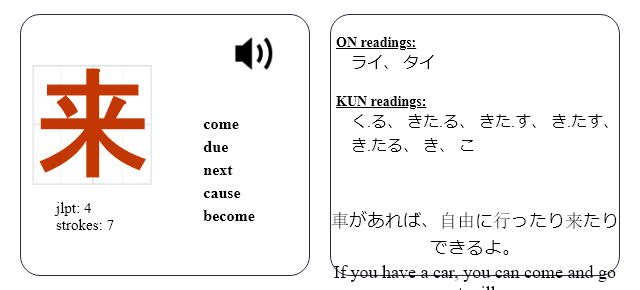 来
come
due
next
cause
become
jlpt: 4
strokes: 7
ON readings:
ライ、 タイ
KUN readings:
く.る、 きた.る、 きた.す、 き.たす、
き.たる、 き、 こ
車があれば、自由に行ったり来たり
できるよ。
If you have a car, you can come and go